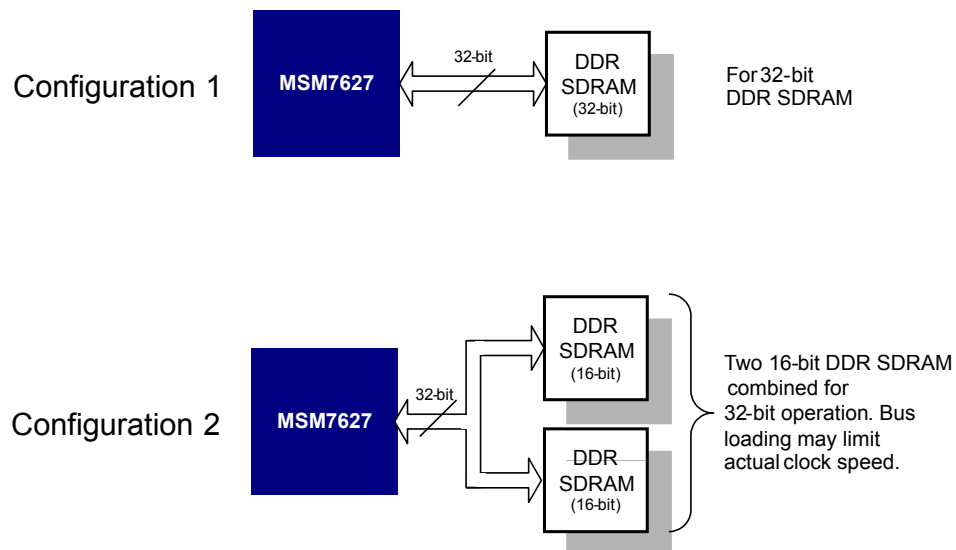 Configuration 1
MSM7627
32-bit
DDR
SDRAM
(32-bit)
For 32-bit
DDR SDRAM
Configuration 2
MSM7627
32-bit
DDR
SDRAM
(16-bit)
DDR
SDRAM
(16-bit)
Two 16-bit DDR SDRAM
combined for
32-bit operation. Bus
loading may limit
actual clock speed.